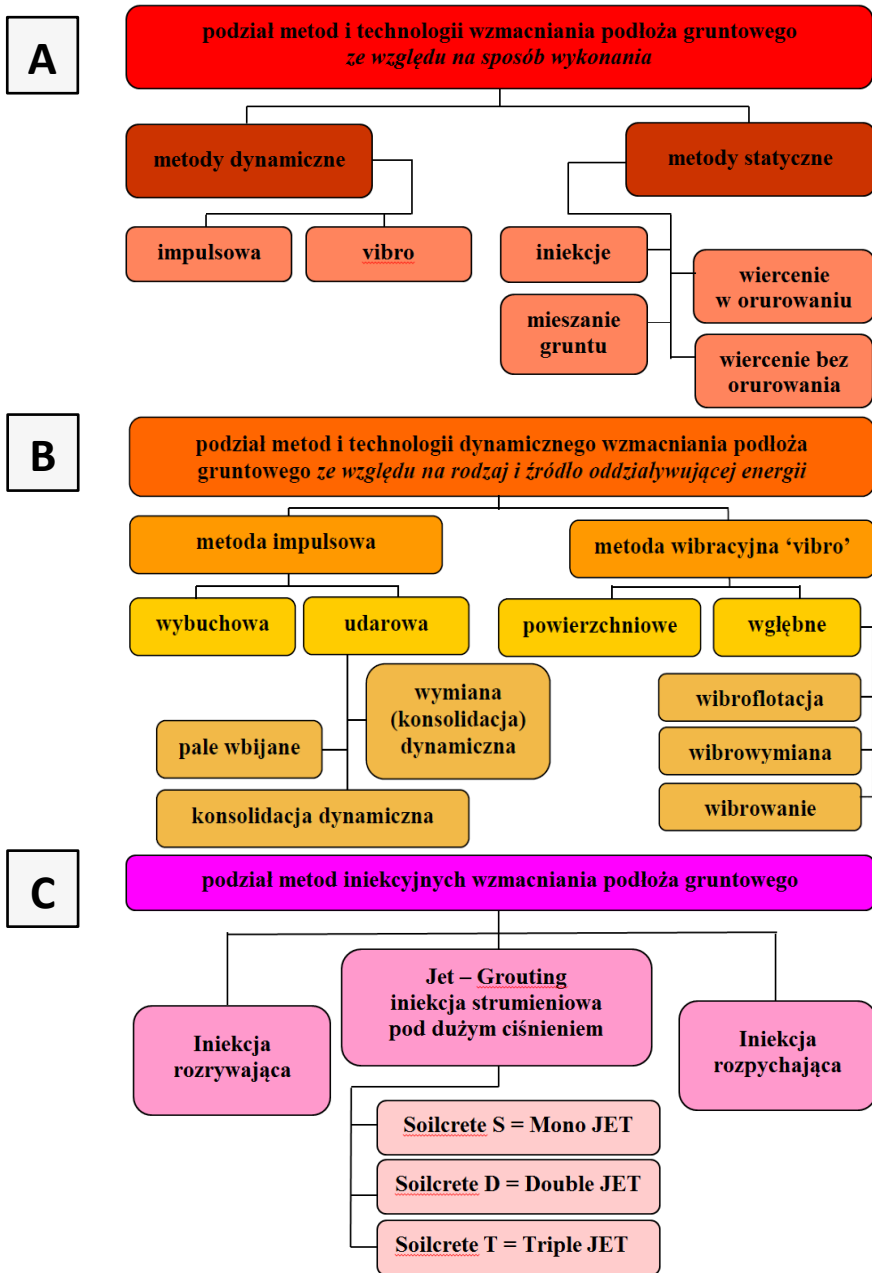 A
podział metod i technologii wzmacniania podłoża gruntowego
ze względu na sposób wykonania
metody dynamiczne
metody statyczne
impulsowa
vibro
iniekcje
wiercenie
w orurowaniu
mieszanie
gruntu
wiercenie bez
orurowania
B
podział metod i technologii dynamicznego wzmacniania podłoża
gruntowego ze względu na rodzaj i źródło oddziaływującej energii
metoda impulsowa
metoda wibracyjna ‘vibro’
wybuchowa
udarowa
powierzchniowe
wgłębne
wymiana
(konsolidacja)
dynamiczna
pale wbijane
konsolidacja dynamiczna
wibroflotacja
wibrowymiana
wibrowanie
C
podział metod iniekcyjnych wzmacniania podłoża gruntowego
Iniekcja
rozrywająca
Jet – Grouting
iniekcja strumieniowa
pod dużym ciśnieniem
Iniekcja
rozpychająca
Soilcrete S = Mono JET
Soilcrete D = Double JET
Soilcrete T = Triple JET